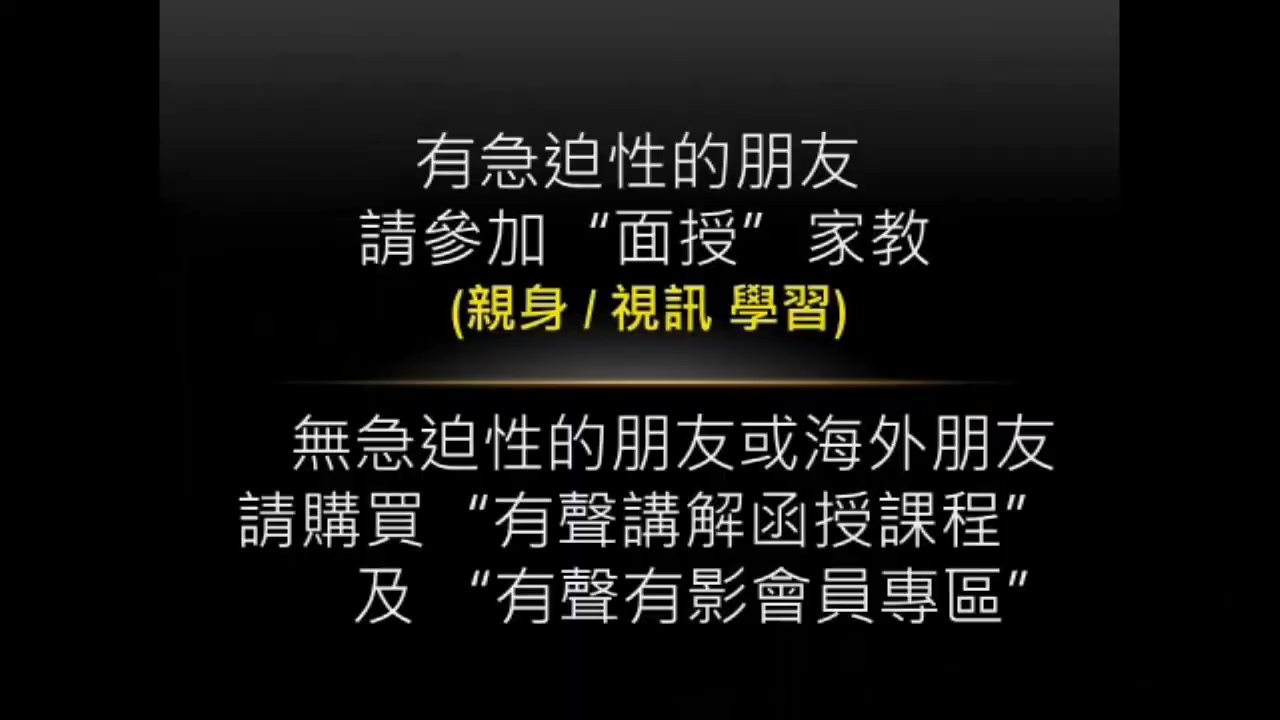 有急迫性的朋友
請參加 “面授” 家教
(親身 / 視訊 學習)
無急迫性的朋友或海外朋友
請購買 “有聲講解函授課程”
及 “有聲有影會員專區”